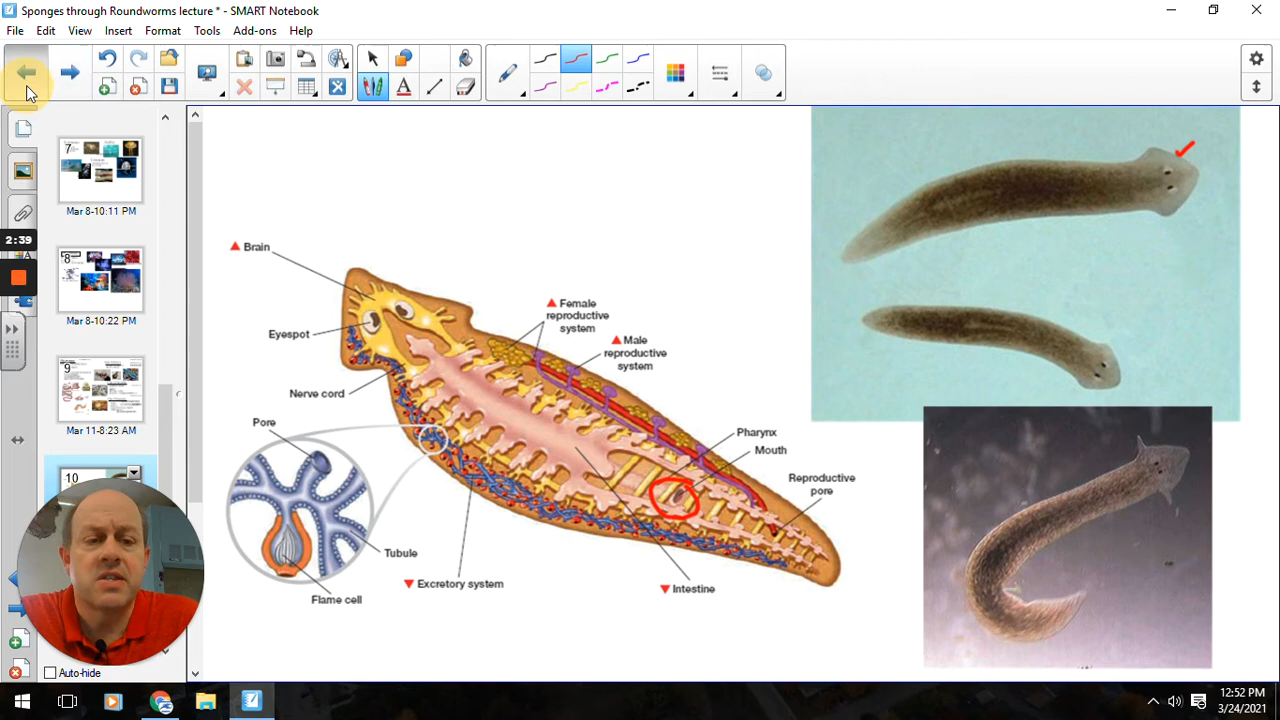 Sponges through Roundworms lecture * - SMART Notebook
File Edit View Insert Format Tools Add-ons Help
7
Mar 8-10:11 PM
8
Mar 8-10:22 PM
9
Mar 11-8:23 AM
10
2:39
Auto-hide
Brain
Eyespot
Nerve cord
Pore
Tubule
Flame cell
Excretory system
Female
reproductive
system
Male
reproductive
system
Pharynx
Mouth
Reproductive
pore
Intestine
12:52 PM
3/24/2021